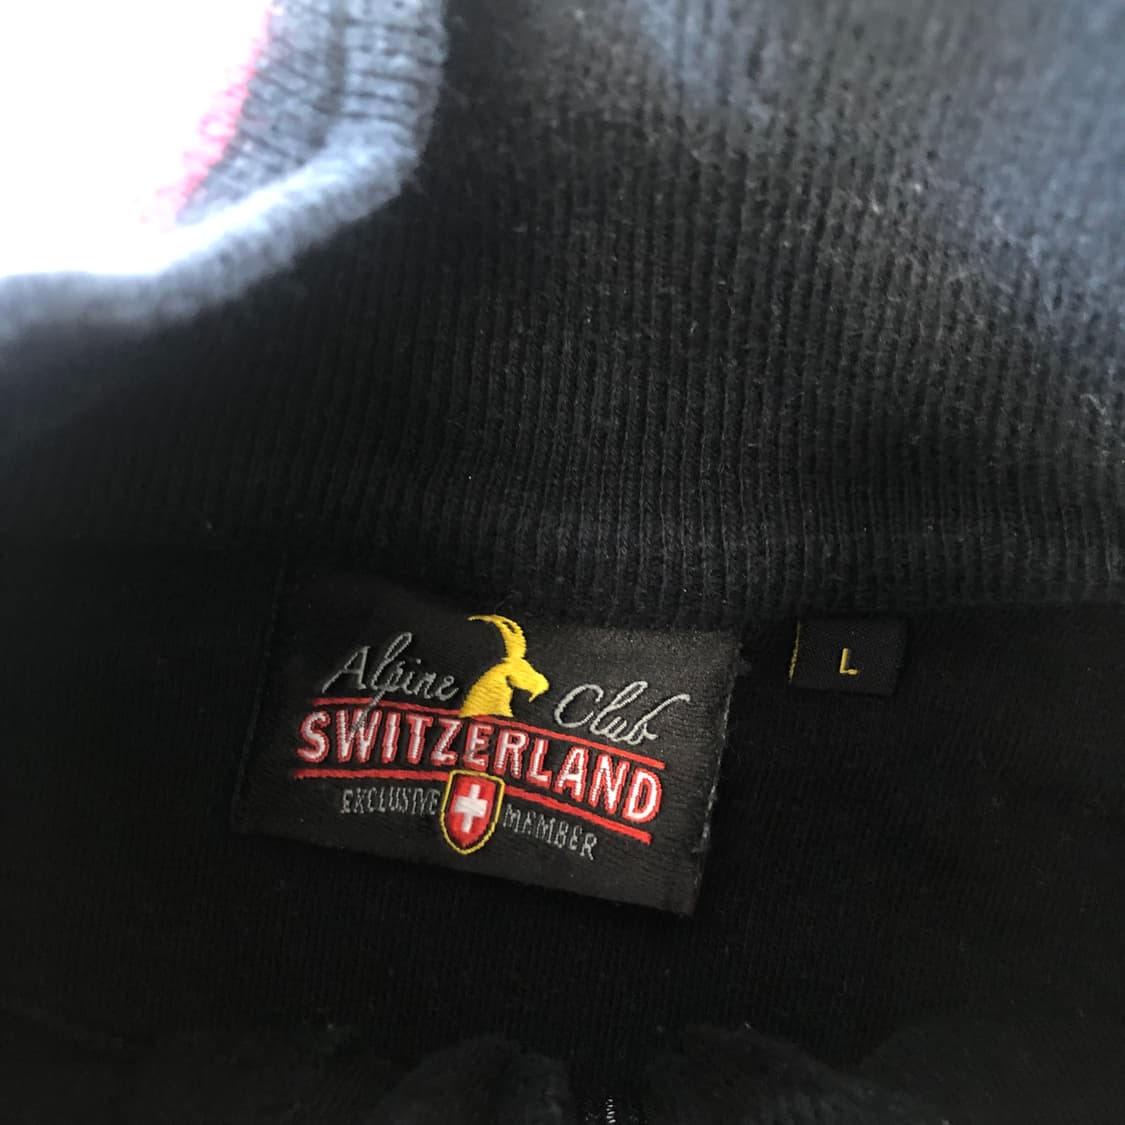 Alpine Club
SWITZERLAND
EXCLUSIVE MEMBER
L